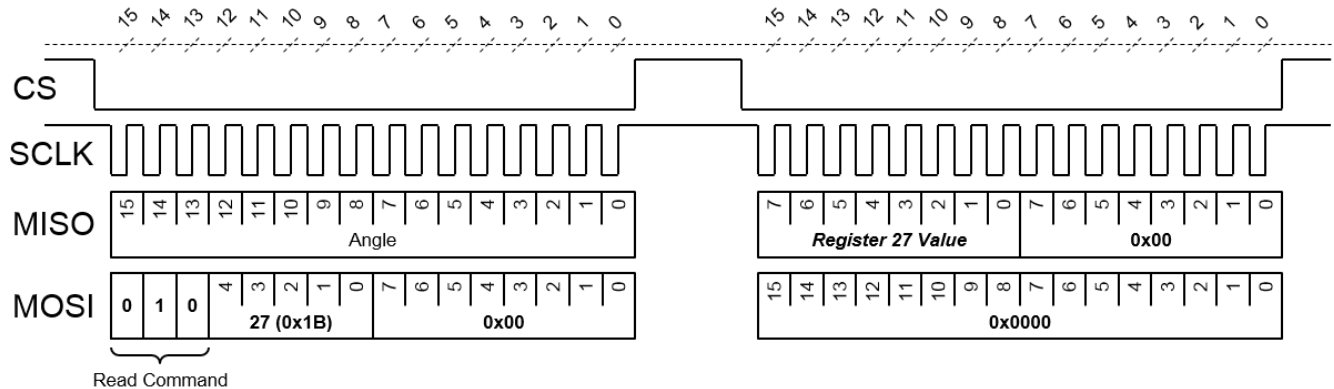 15 14 13 12 11 10 9 8 7 6 5 4 3 2 1 0 15 14 13 12 11 10 9 8 7 6 5 4 3 2 1 0
CS
SCLK
MISO
15 14 13 12 11 10 9 8 7 6 5 4 3 2 1 0 7 6 5 4 3 2 1 0 7 6 5 4 3 2 1 0
Angle Register 27 Value 0x00
MOSI
0 1 0 4 3 2 1 0 7 6 5 4 3 2 1 0 15 14 13 12 11 10 9 8 7 6 5 4 3 2 1 0
27 (0x1B) 0x00 0x0000
Read Command